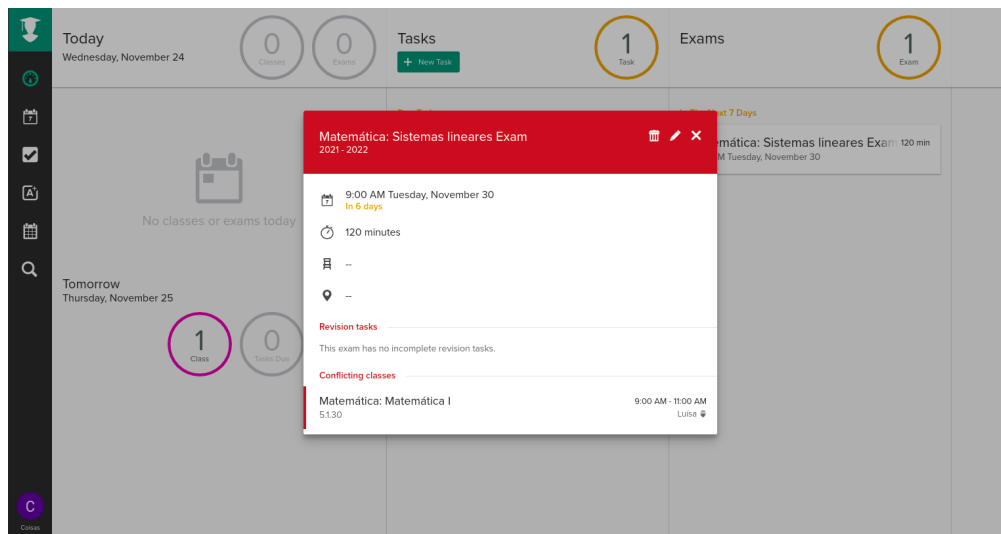 Today
Wednesday, November 24
0
Classes
0
Exams
Tasks
+ New Task
1
Task
Exams
1
Exam
7
A+
No classes or exams today
Tomorrow
Thursday, November 25
1
Class
0
Tasks Due
Next 7 Days
emática: Sistemas lineares Exam 120 min
M Tuesday, November 30
Matemática: Sistemas lineares Exam
2021 - 2022
7
9:00 AM Tuesday, November 30
In 6 days
120 minutes
--
--
Revision tasks
This exam has no incomplete revision tasks.
Conflicting classes
Matemática: Matemática I
9:00 AM - 11:00 AM
5.1.30
Luísa
C
Coisas